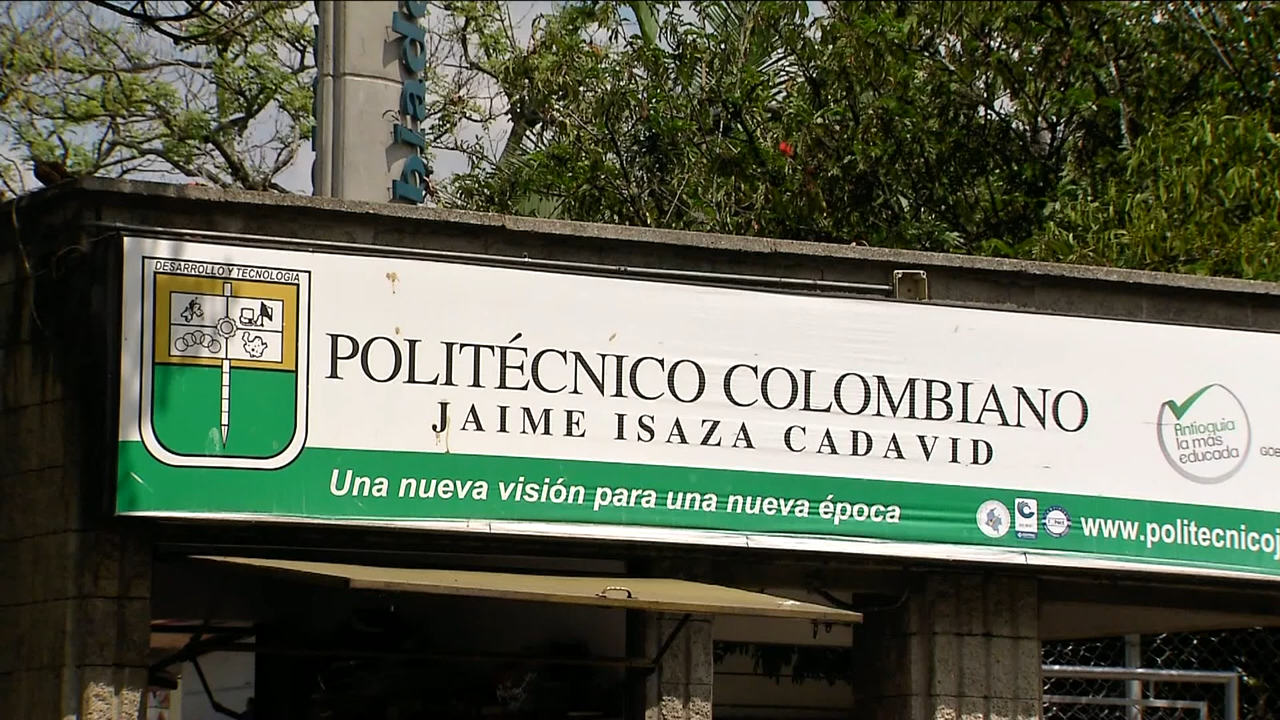 DESARROLLO Y TECNOLOGIA
POLITÉCNICO COLOMBIANO
JAIME ISAZA CADAVID
Antioquia
la más
educada
Una nueva visión para una nueva época
www.politecnicoj